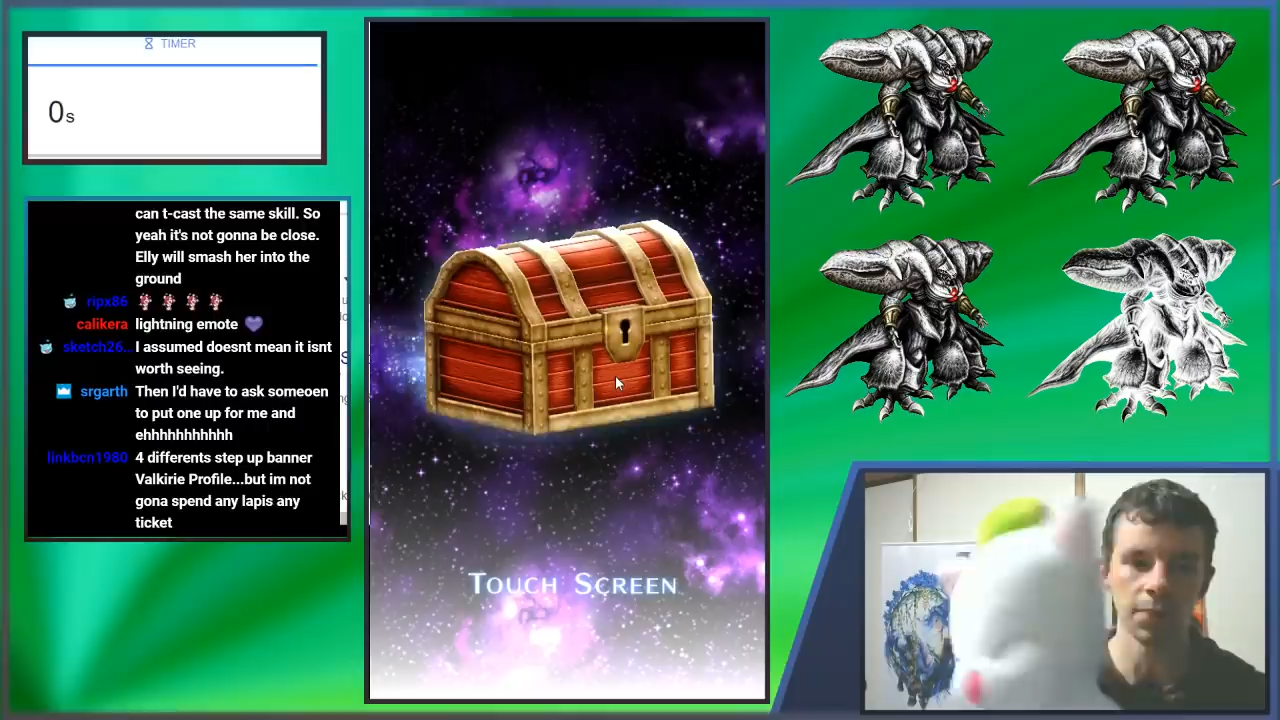 TIMER
0s
can t-cast the same skill. So
yeah it's not gonna be close.
Elly will smash her into the
ground
ripx86
calikera lightning emote
sketch26... I assumed doesnt mean it isnt
worth seeing.
srgarth Then I'd have to ask someoen
to put one up for me and
ehhhhhhhhhhh
linkbcn1980 4 differents step up banner
Valkirie Profile...but im not
gona spend any lapis any
ticket
TOUCH SCREEN